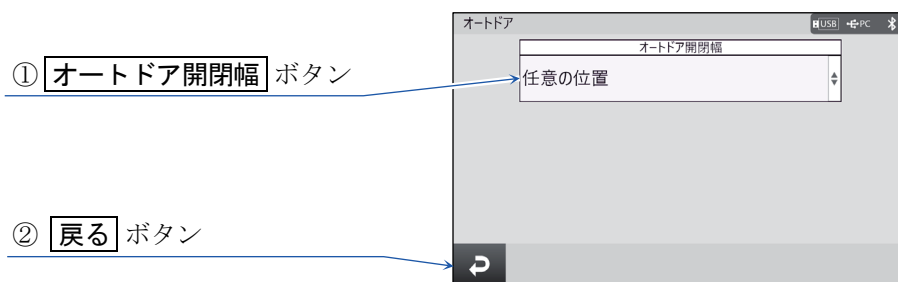 オートドア
USB PC
オートドア開閉幅
① オートドア開閉幅 ボタン
任意の位置
② 戻る ボタン